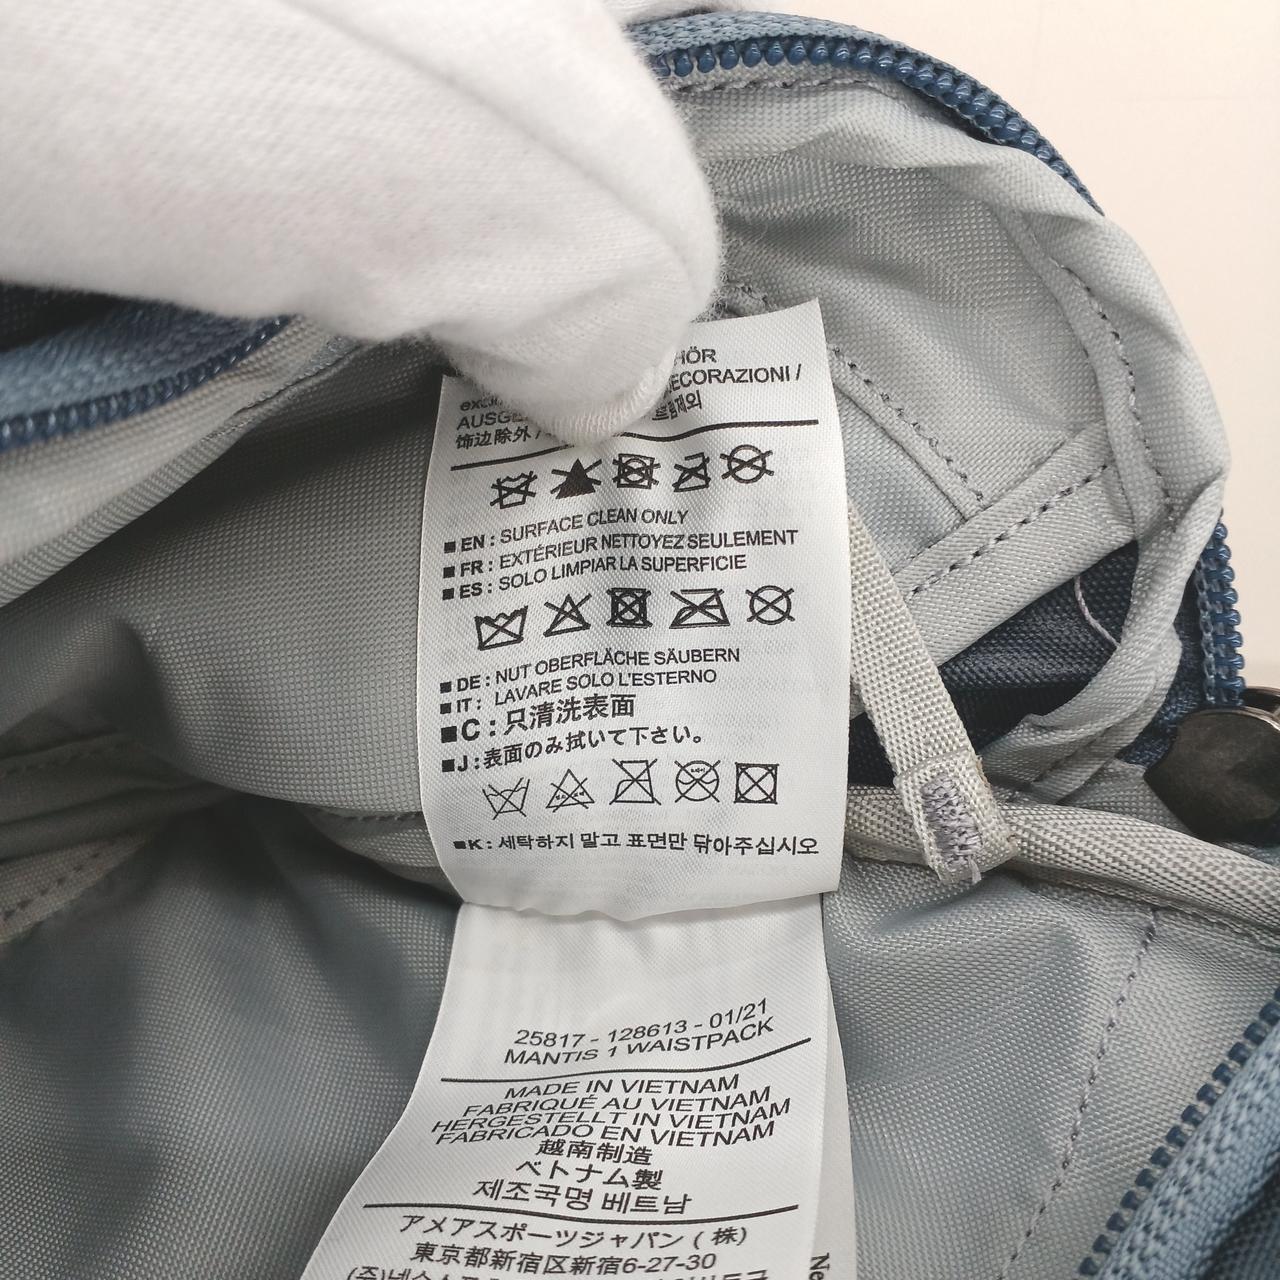 HÖR
ECORAZIONI /
AUSGE
饰边除外 / 트림제외
EN : SURFACE CLEAN ONLY
FR : EXTÉRIEUR NETTOYEZ SEULEMENT
ES : SOLO LIMPIAR LA SUPERFICIE
DE : NUT OBERFLÄCHE SÄUBERN
IT : LAVARE SOLO L'ESTERNO
C : 只清洗表面
J : 表面のみ拭いて下さい。
K : 세탁하지 말고 표면만 닦아주십시오
25817 - 128613 - 01/21
MANTIS 1 WAISTPACK
MADE IN VIETNAM
FABRIQUÉ AU VIETNAM
HERGESTELLT IN VIETNAM
FABRICADO EN VIETNAM
越南制造
ベトナム製
제조국명 베트남
アメアスポーツジャパン (株)
東京都新宿区新宿6-27-30
Ne